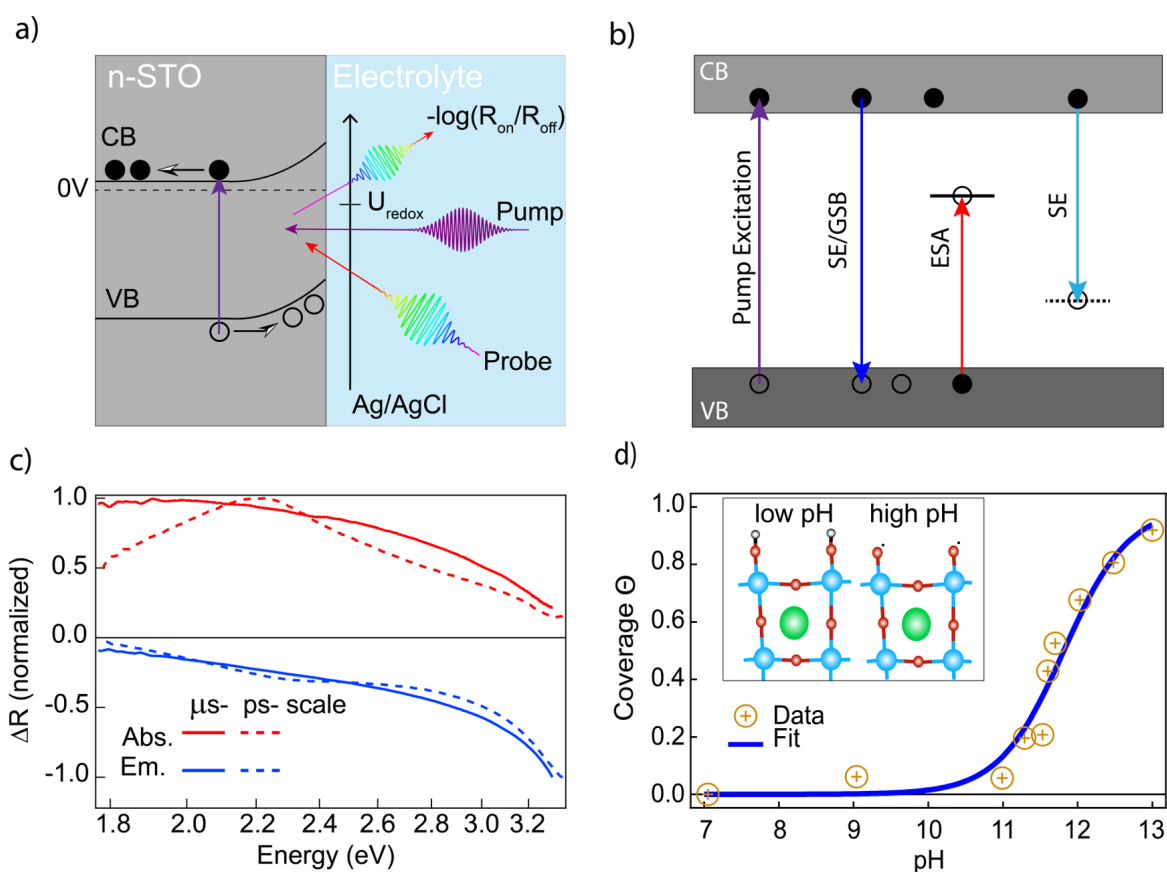 a)
n-STO
Electrolyte
CB
0V
VB
-log(Ron/Roff)
Uredox
Pump
Probe
Ag/AgCl
b)
CB
Pump Excitation
SE/GSB
ESA
SE
VB
c)
ΔR (normalized)
1.0
0.5
0.0
-0.5
-1.0
μs- ps- scale
Abs.
Em.
1.8 2.0 2.2 2.4 2.6 2.8 3.0 3.2
Energy (eV)
d)
Coverage Θ
1.0
0.8
0.6
0.4
0.2
0.0
low pH high pH
Data
Fit
7 8 9 10 11 12 13
pH